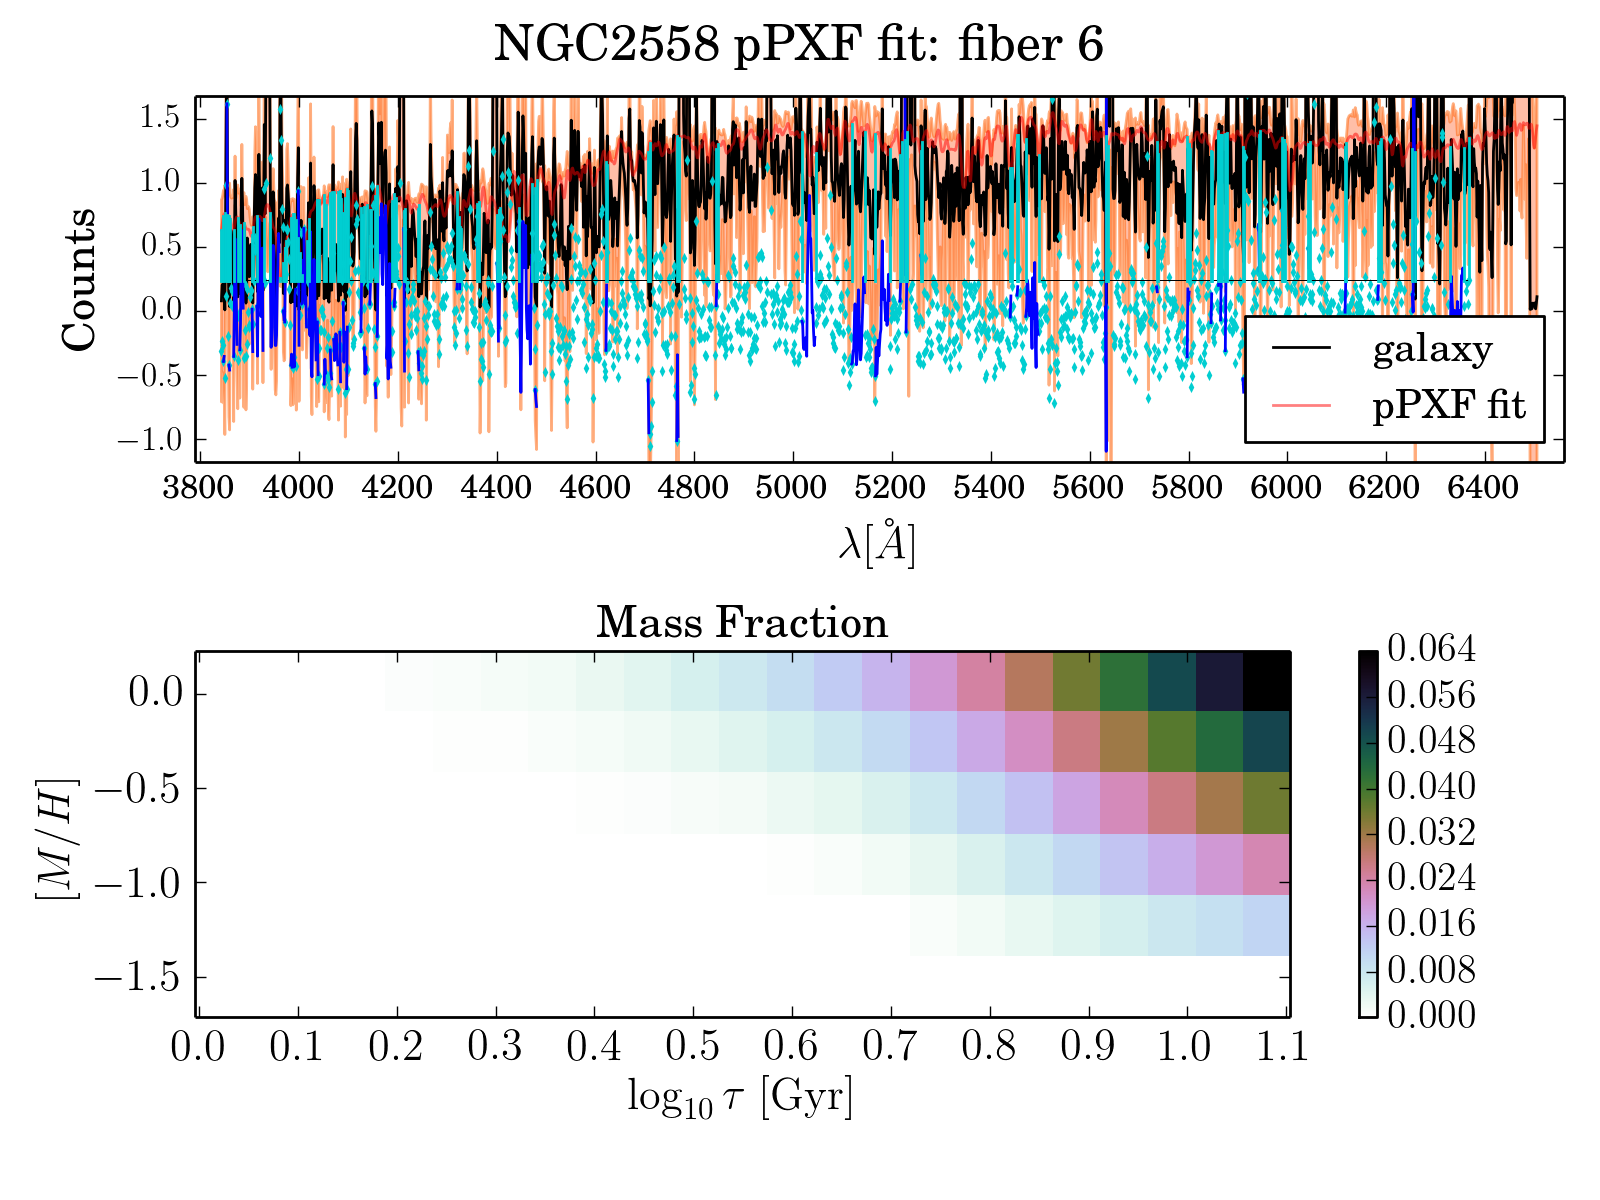 NGC2558 pPXF fit: fiber 6
Counts
1.5
1.0
0.5
0.0
−0.5
−1.0
galaxy
pPXF fit
3800 4000 4200 4400 4600 4800 5000 5200 5400 5600 5800 6000 6200 6400
λ[Å]
Mass Fraction
[M/H]
0.0
−0.5
−1.0
−1.5
0.0 0.1 0.2 0.3 0.4 0.5 0.6 0.7 0.8 0.9 1.0 1.1
log₁₀ τ [Gyr]
0.064
0.056
0.048
0.040
0.032
0.024
0.016
0.008
0.000